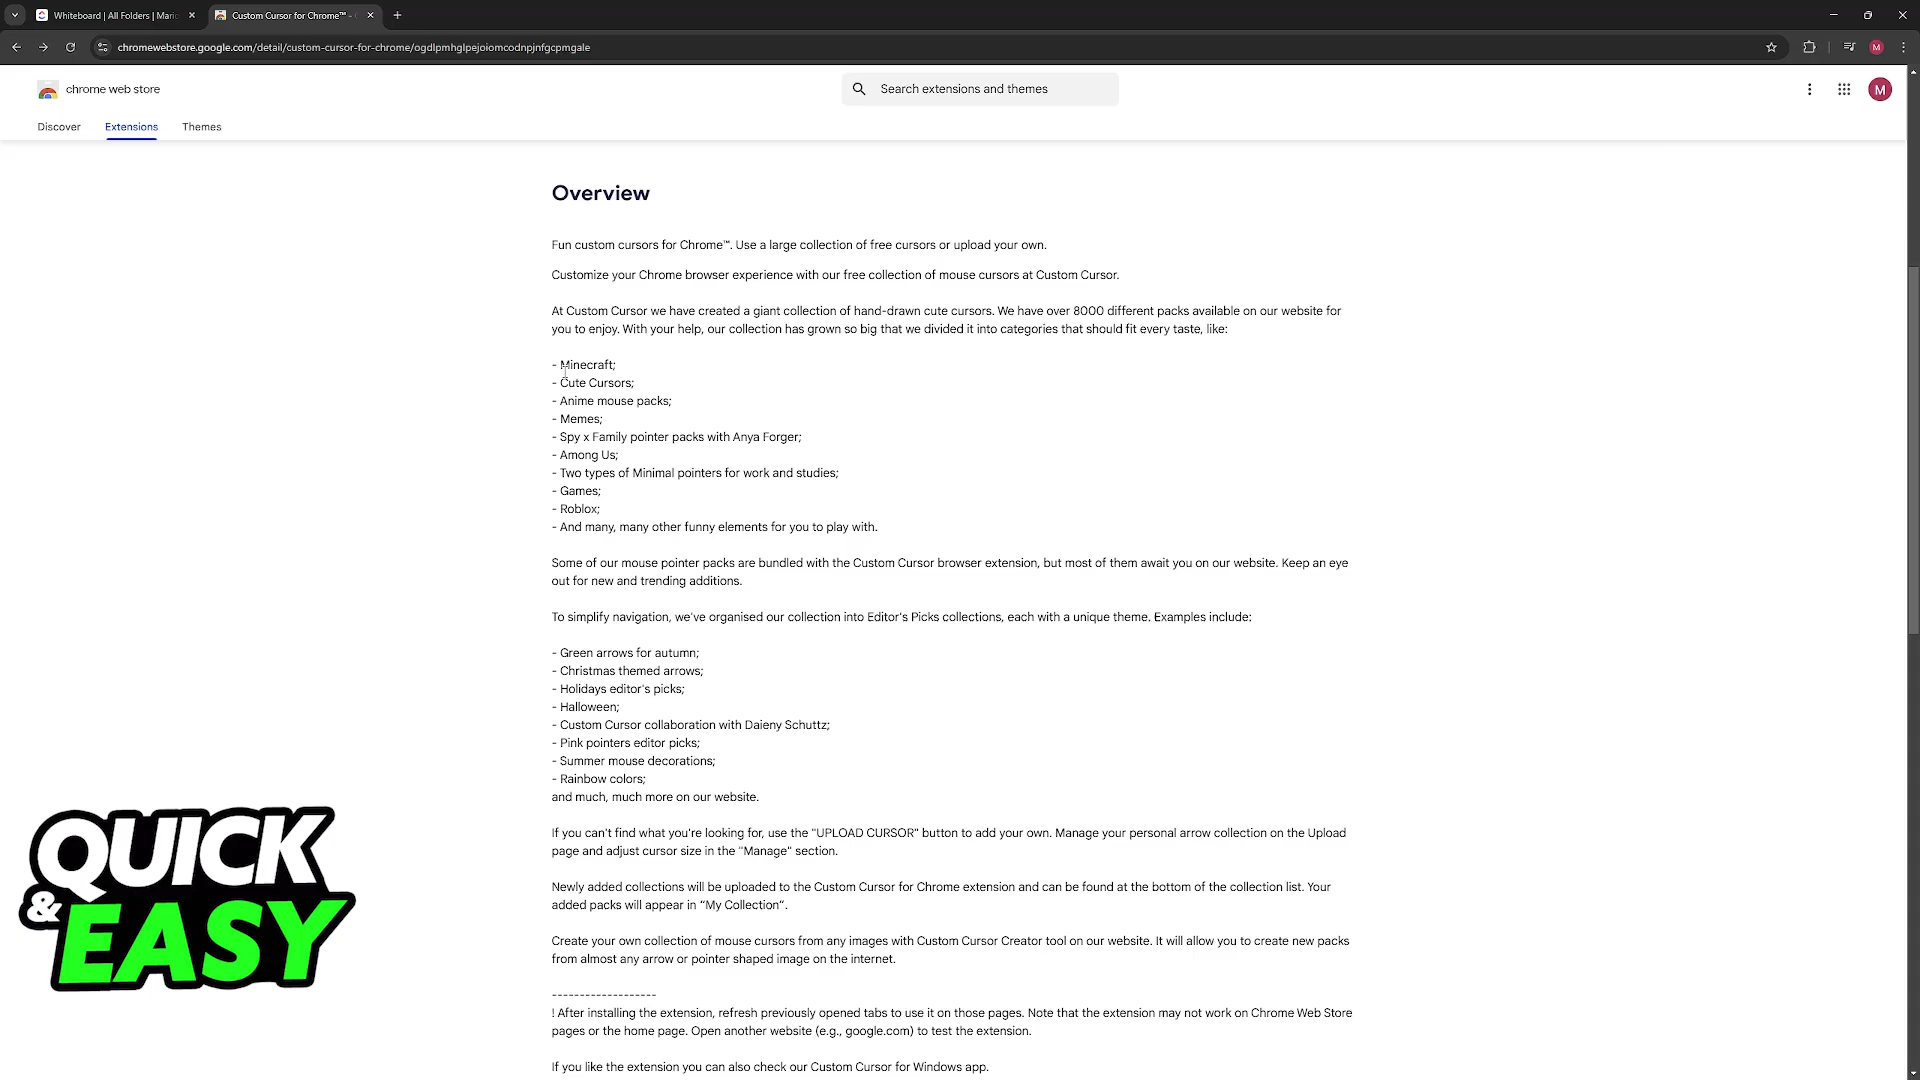 Whiteboard | All Folders | Maric
Custom Cursor for Chrome™ -
chromewebstore.google.com/detail/custom-cursor-for-chrome/ogdlpmhglpejoiomcodnpjnfgcpmgale
M
chrome web store
Search extensions and themes
M
Discover
Extensions
Themes
Overview
Fun custom cursors for Chrome™. Use a large collection of free cursors or upload your own.
Customize your Chrome browser experience with our free collection of mouse cursors at Custom Cursor.
At Custom Cursor we have created a giant collection of hand-drawn cute cursors. We have over 8000 different packs available on our website for
you to enjoy. With your help, our collection has grown so big that we divided it into categories that should fit every taste, like:
- Minecraft;
- Cute Cursors;
- Anime mouse packs;
- Memes;
- Spy x Family pointer packs with Anya Forger;
- Among Us;
- Two types of Minimal pointers for work and studies;
- Games;
- Roblox;
- And many, many other funny elements for you to play with.
Some of our mouse pointer packs are bundled with the Custom Cursor browser extension, but most of them await you on our website. Keep an eye
out for new and trending additions.
To simplify navigation, we've organised our collection into Editor's Picks collections, each with a unique theme. Examples include:
- Green arrows for autumn;
- Christmas themed arrows;
- Holidays editor's picks;
- Halloween;
- Custom Cursor collaboration with Daieny Schuttz;
- Pink pointers editor picks;
- Summer mouse decorations;
- Rainbow colors;
and much, much more on our website.
If you can't find what you're looking for, use the "UPLOAD CURSOR" button to add your own. Manage your personal arrow collection on the Upload
page and adjust cursor size in the "Manage" section.
Newly added collections will be uploaded to the Custom Cursor for Chrome extension and can be found at the bottom of the collection list. Your
added packs will appear in “My Collection”.
Create your own collection of mouse cursors from any images with Custom Cursor Creator tool on our website. It will allow you to create new packs
from almost any arrow or pointer shaped image on the internet.
-------------------
! After installing the extension, refresh previously opened tabs to use it on those pages. Note that the extension may not work on Chrome Web Store
pages or the home page. Open another website (e.g., google.com) to test the extension.
If you like the extension you can also check our Custom Cursor for Windows app.
QUICK
& EASY